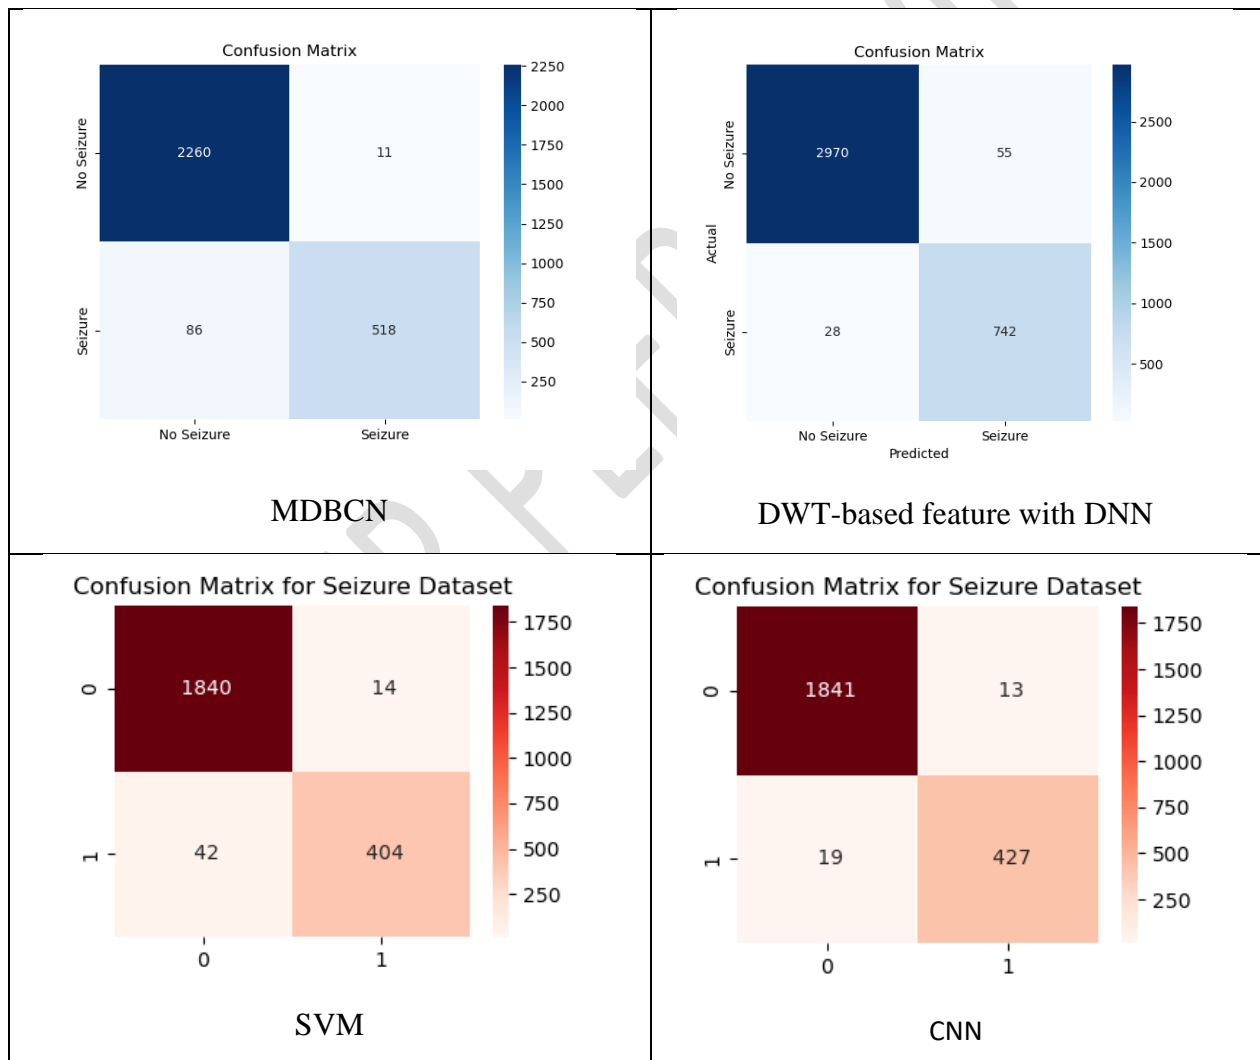 Confusion Matrix
No Seizure
2260
11
Seizure
86
518
No Seizure
Seizure
2250
2000
1750
1500
1250
1000
750
500
250
MDBCN
Confusion Matrix
Actual
No Seizure
2970
55
Seizure
28
742
No Seizure
Seizure
Predicted
2500
2000
1500
1000
500
DWT-based feature with DNN
Confusion Matrix for Seizure Dataset
0
1840
14
1
42
404
0
1
1750
1500
1250
1000
750
500
250
SVM
Confusion Matrix for Seizure Dataset
0
1841
13
1
19
427
0
1
1750
1500
1250
1000
750
500
250
CNN